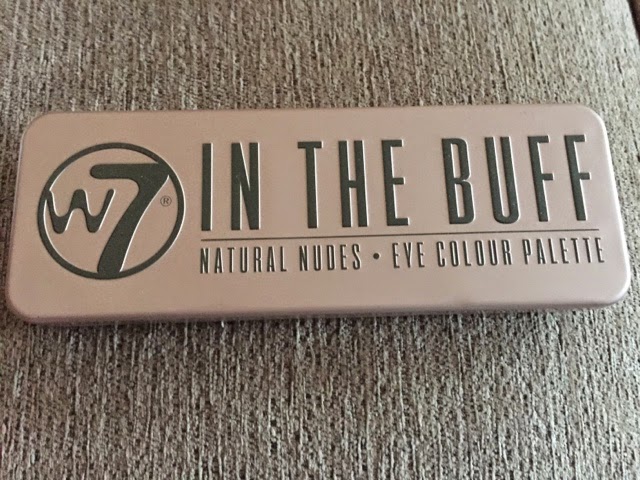 W7®
IN THE BUFF
NATURAL NUDES • EYE COLOUR PALETTE